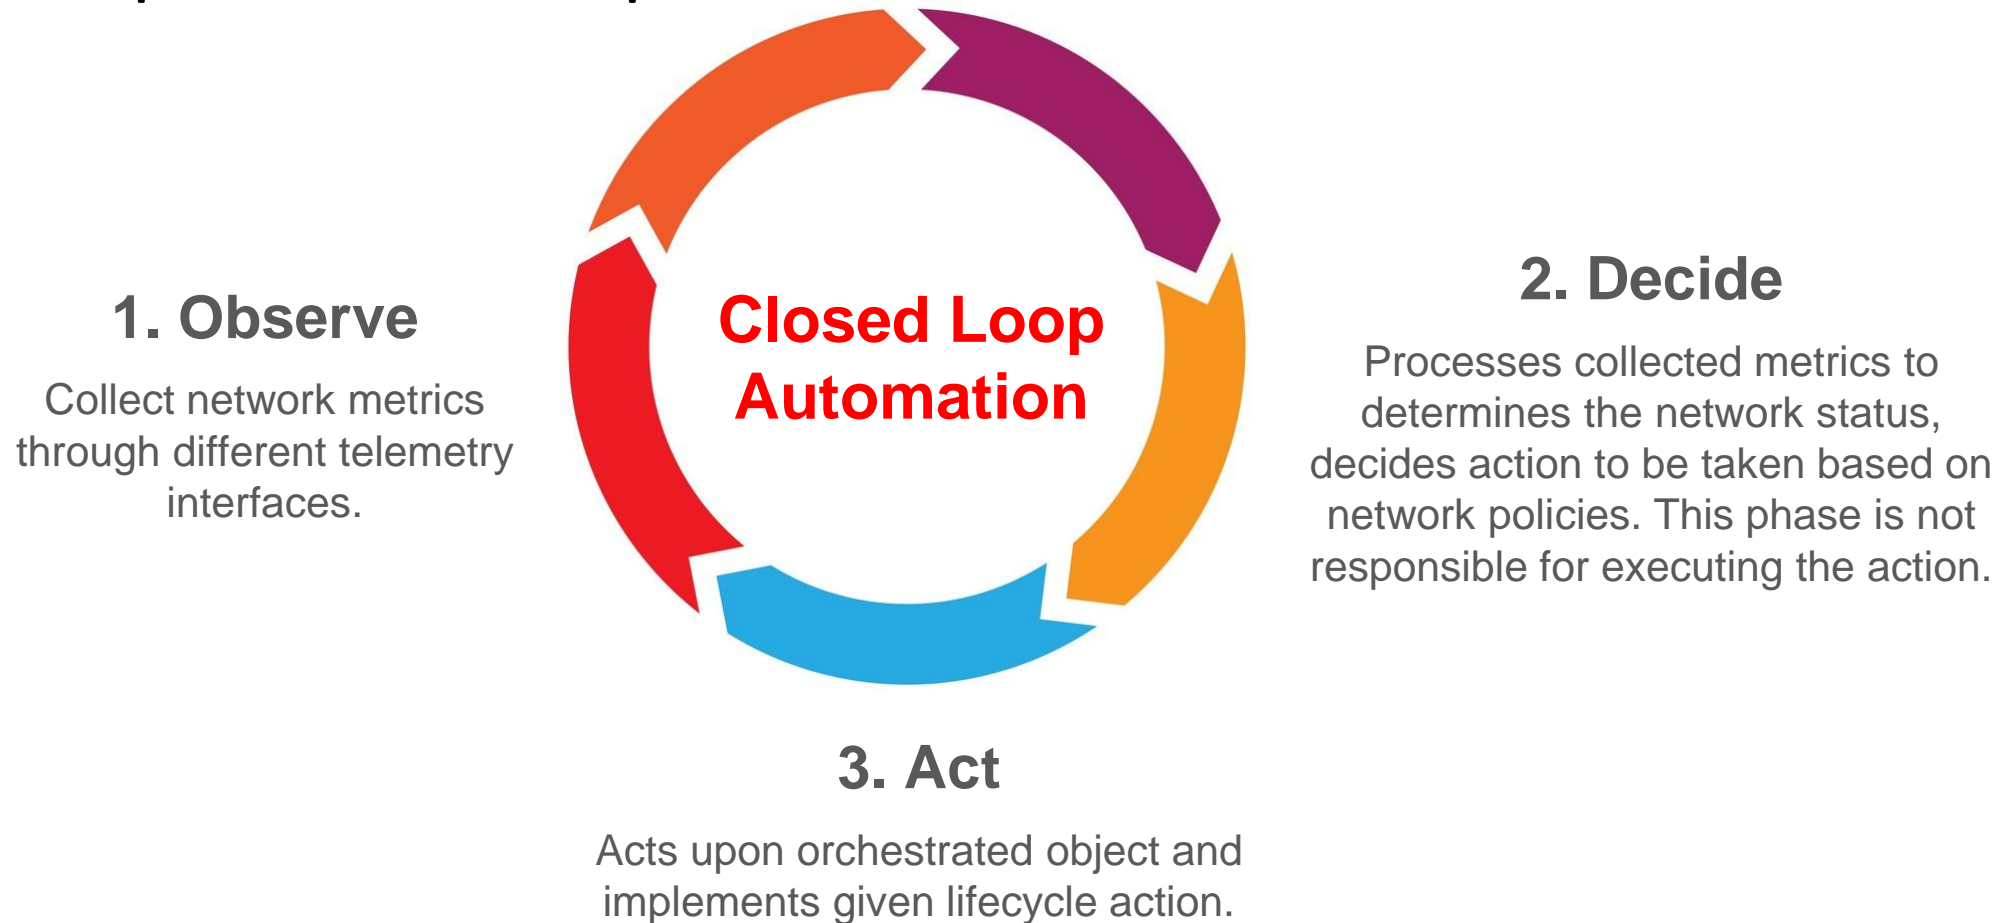 1. Observe
Collect network metrics
through different telemetry
interfaces.
Closed Loop
Automation
2. Decide
Processes collected metrics to
determines the network status,
decides action to be taken based on
network policies. This phase is not
responsible for executing the action.
3. Act
Acts upon orchestrated object and
implements given lifecycle action.